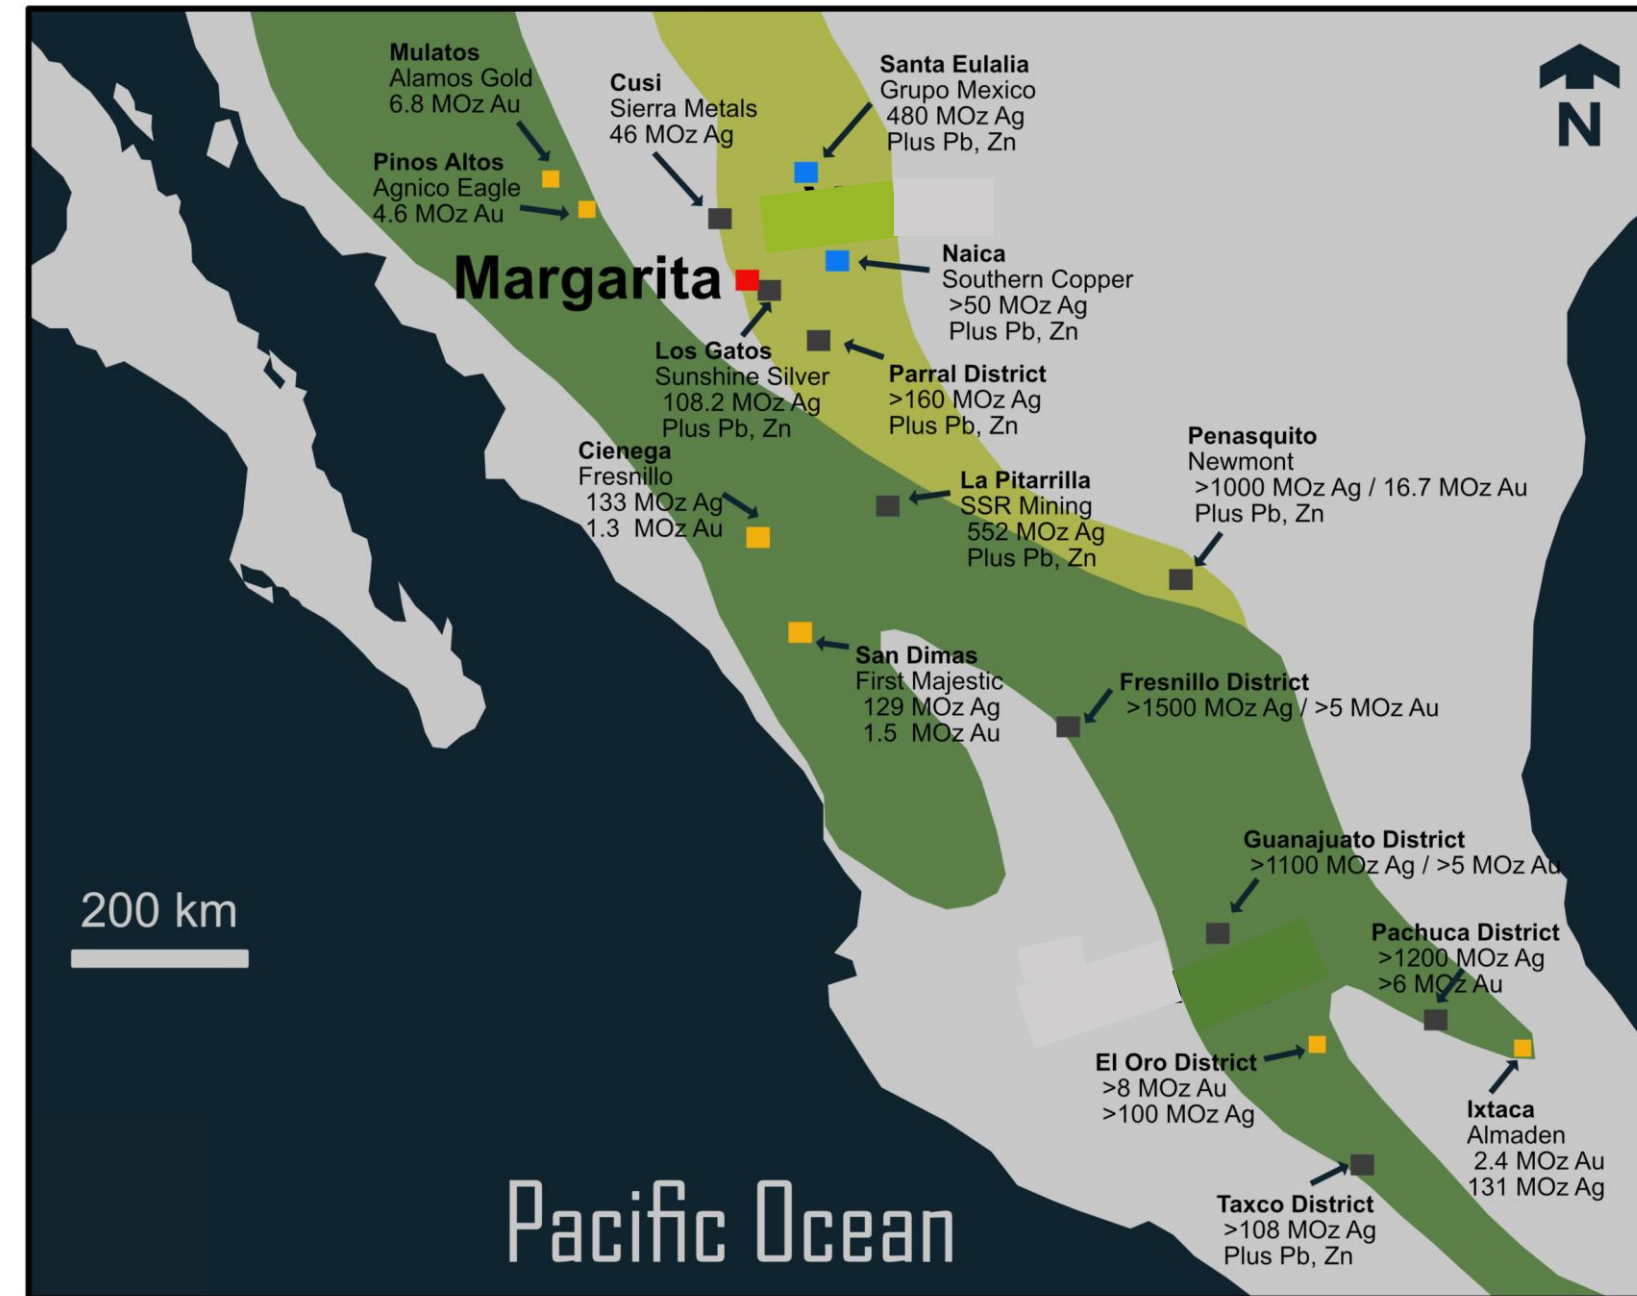 Mulatos
Alamos Gold
6.8 MOz Au
Cusi
Sierra Metals
46 MOz Ag
Santa Eulalia
Grupo Mexico
480 MOz Ag
Plus Pb, Zn
N
Pinos Altos
Agnico Eagle
4.6 MOz Au
Margarita
Naica
Southern Copper
>50 MOz Ag
Plus Pb, Zn
Los Gatos
Sunshine Silver
108.2 MOz Ag
Plus Pb, Zn
Parral District
>160 MOz Ag
Plus Pb, Zn
Cienega
Fresnillo
133 MOz Ag
1.3 MOz Au
La Pitarrilla
SSR Mining
552 MOz Ag
Plus Pb, Zn
Penasquito
Newmont
>1000 MOz Ag / 16.7 MOz Au
Plus Pb, Zn
San Dimas
First Majestic
129 MOz Ag
1.5 MOz Au
Fresnillo District
>1500 MOz Ag / >5 MOz Au
Guanajuato District
>1100 MOz Ag / >5 MOz Au
200 km
Pachuca District
>1200 MOz Ag
>6 MOz Au
El Oro District
>8 MOz Au
>100 MOz Ag
Ixtaca
Almaden
2.4 MOz Au
131 MOz Ag
Taxco District
>108 MOz Ag
Plus Pb, Zn
Pacific Ocean